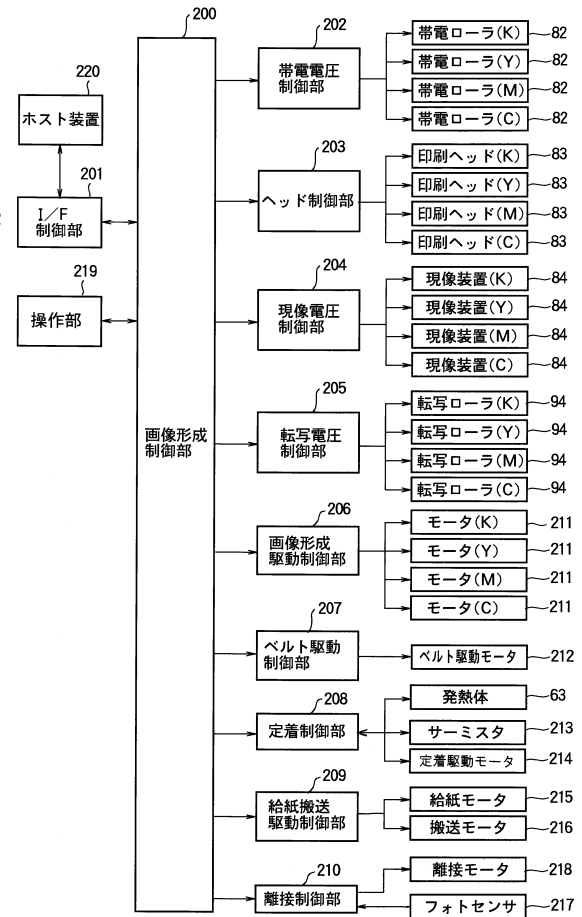 200
220
ホスト装置
201
I／F
制御部
219
操作部
画像形成
制御部
202
帯電電圧
制御部
帯電ローラ(K)
82
帯電ローラ(Y)
82
帯電ローラ(M)
82
帯電ローラ(C)
82
203
ヘッド制御部
印刷ヘッド(K)
83
印刷ヘッド(Y)
83
印刷ヘッド(M)
83
印刷ヘッド(C)
83
204
現像電圧
制御部
現像装置(K)
84
現像装置(Y)
84
現像装置(M)
84
現像装置(C)
84
205
転写電圧
制御部
転写ローラ(K)
94
転写ローラ(Y)
94
転写ローラ(M)
94
転写ローラ(C)
94
206
画像形成
駆動制御部
モータ(K)
211
モータ(Y)
211
モータ(M)
211
モータ(C)
211
207
ベルト駆動
制御部
ベルト駆動モータ
212
208
定着制御部
発熱体
63
サーミスタ
213
定着駆動モータ
214
209
給紙搬送
駆動制御部
給紙モータ
215
搬送モータ
216
210
離接制御部
離接モータ
218
フォトセンサ
217